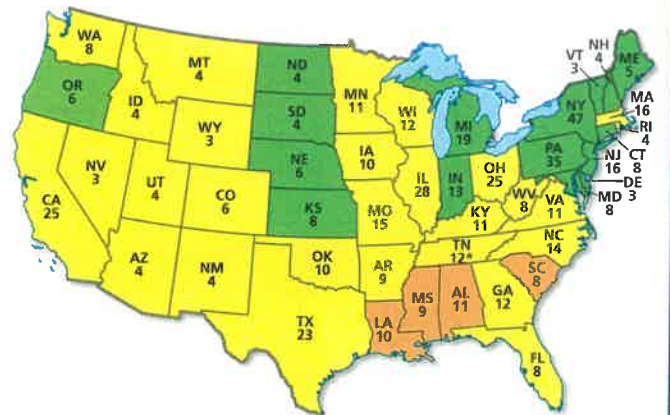 WA
8
OR
6
CA
25
NV
3
ID
4
MT
4
WY
3
UT
4
CO
6
AZ
4
NM
4
ND
4
SD
4
NE
6
KS
8
OK
10
TX
23
MN
11
IA
10
MO
15
AR
9
LA
10
WI
12
IL
28
MI
19
IN
13
OH
25
KY
11
TN
12*
MS
9
AL
11
GA
12
FL
8
SC
8
NC
14
VA
11
WV
8
PA
35
NY
47
VT
3
NH
4
ME
5
MA
16
RI
4
CT
8
NJ
16
DE
3
MD
8